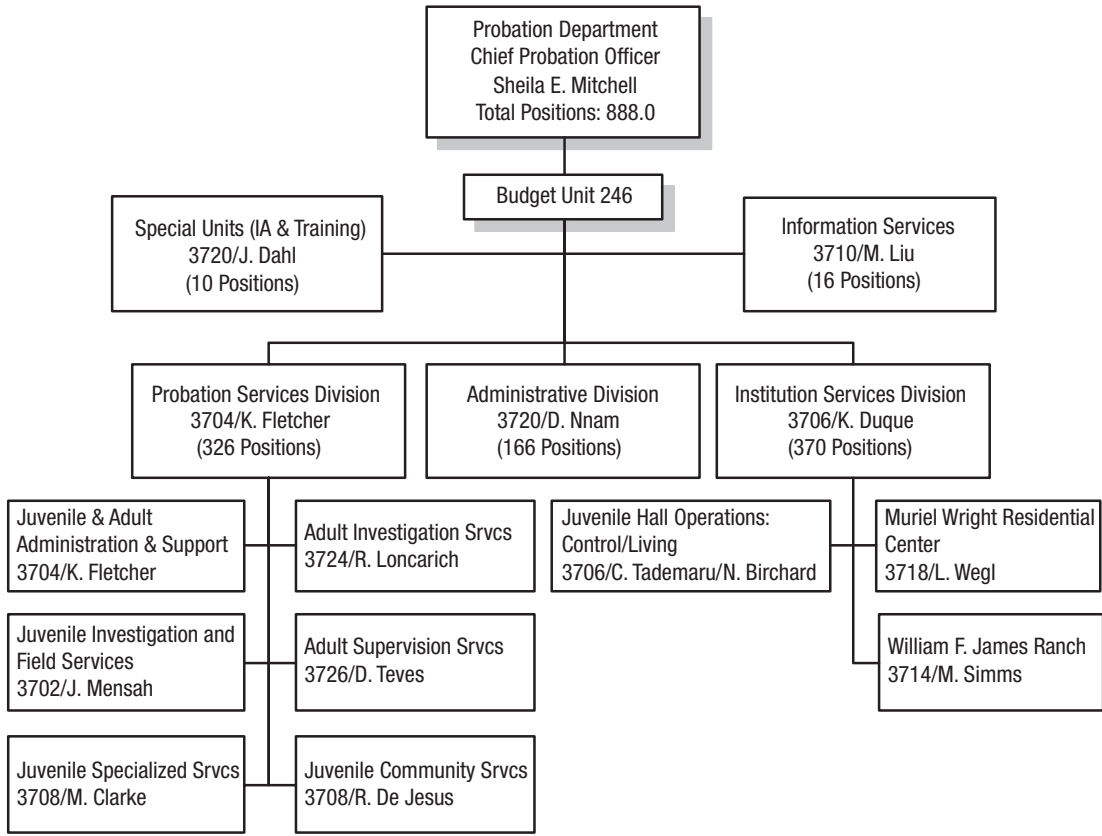 Probation Department
Chief Probation Officer
Sheila E. Mitchell
Total Positions: 888.0
Budget Unit 246
Special Units (IA & Training)
3720/J. Dahl
(10 Positions)
Information Services
3710/M. Liu
(16 Positions)
Probation Services Division
3704/K. Fletcher
(326 Positions)
Administrative Division
3720/D. Nnam
(166 Positions)
Institution Services Division
3706/K. Duque
(370 Positions)
Juvenile & Adult
Administration & Support
3704/K. Fletcher
Adult Investigation Srvcs
3724/R. Loncarich
Juvenile Hall Operations:
Control/Living
3706/C. Tademaru/N. Birchard
Muriel Wright Residential
Center
3718/L. Wegl
Juvenile Investigation and
Field Services
3702/J. Mensah
Adult Supervision Srvcs
3726/D. Teves
William F. James Ranch
3714/M. Simms
Juvenile Specialized Srvcs
3708/M. Clarke
Juvenile Community Srvcs
3708/R. De Jesus